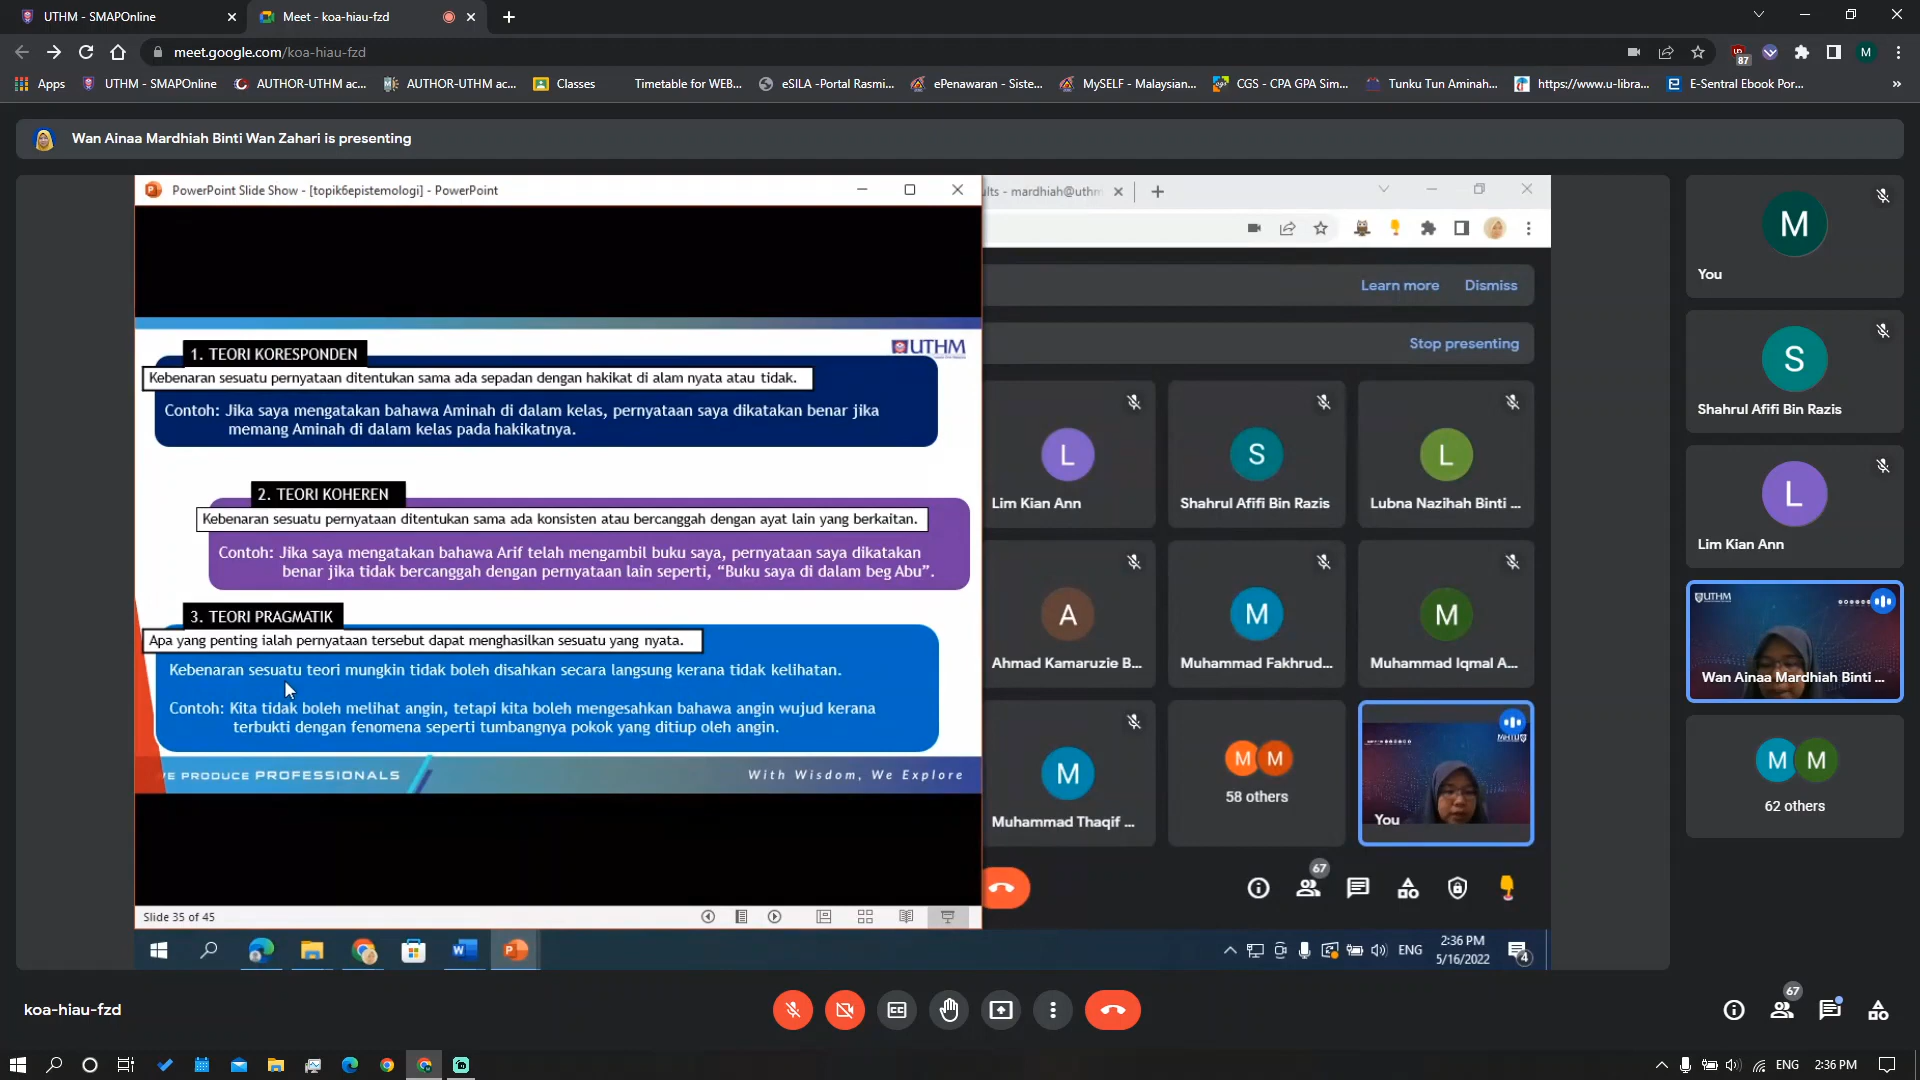 UTHM - SMAPOnline
Meet - koa-hiau-fzd
meet.google.com/koa-hiau-fzd
87
M
Apps
UTHM - SMAPOnline
AUTHOR-UTHM ac...
AUTHOR-UTHM ac...
Classes
Timetable for WEB...
eSILA -Portal Rasmi...
ePenawaran - Siste...
MySELF - Malaysian...
CGS - CPA GPA Sim...
Tunku Tun Aminah...
https://www.u-libra...
E-Sentral Ebook Por...
Wan Ainaa Mardhiah Binti Wan Zahari is presenting
PowerPoint Slide Show - [topik6epistemologi] - PowerPoint
ults - mardhiah@uthm
Learn more
Dismiss
Stop presenting
UTHM
1. TEORI KORESPONDEN
Kebenaran sesuatu pernyataan ditentukan sama ada sepadan dengan hakikat di alam nyata atau tidak.
Contoh: Jika saya mengatakan bahawa Aminah di dalam kelas, pernyataan saya dikatakan benar jika
memang Aminah di dalam kelas pada hakikatnya.
2. TEORI KOHEREN
Kebenaran sesuatu pernyataan ditentukan sama ada konsisten atau bercanggah dengan ayat lain yang berkaitan.
Contoh: Jika saya mengatakan bahawa Arif telah mengambil buku saya, pernyataan saya dikatakan
benar jika tidak bercanggah dengan pernyataan lain seperti, “Buku saya di dalam beg Abu”.
3. TEORI PRAGMATIK
Apa yang penting ialah pernyataan tersebut dapat menghasilkan sesuatu yang nyata.
Kebenaran sesuatu teori mungkin tidak boleh disahkan secara langsung kerana tidak kelihatan.
Contoh: Kita tidak boleh melihat angin, tetapi kita boleh mengesahkan bahawa angin wujud kerana
terbukti dengan fenomena seperti tumbangnya pokok yang ditiup oleh angin.
WE PRODUCE PROFESSIONALS
With Wisdom, We Explore
Slide 35 of 45
L
Lim Kian Ann
S
Shahrul Afifi Bin Razis
L
Lubna Nazihah Binti ...
A
Ahmad Kamaruzie B...
M
Muhammad Fakhrud...
M
Muhammad Iqmal A...
M
Muhammad Thaqif ...
M M
58 others
UTHM
You
67
ENG
2:36 PM
5/16/2022
4
M
You
S
Shahrul Afifi Bin Razis
L
Lim Kian Ann
UTHM
Wan Ainaa Mardhiah Binti ...
M M
62 others
koa-hiau-fzd
67
ENG
2:36 PM